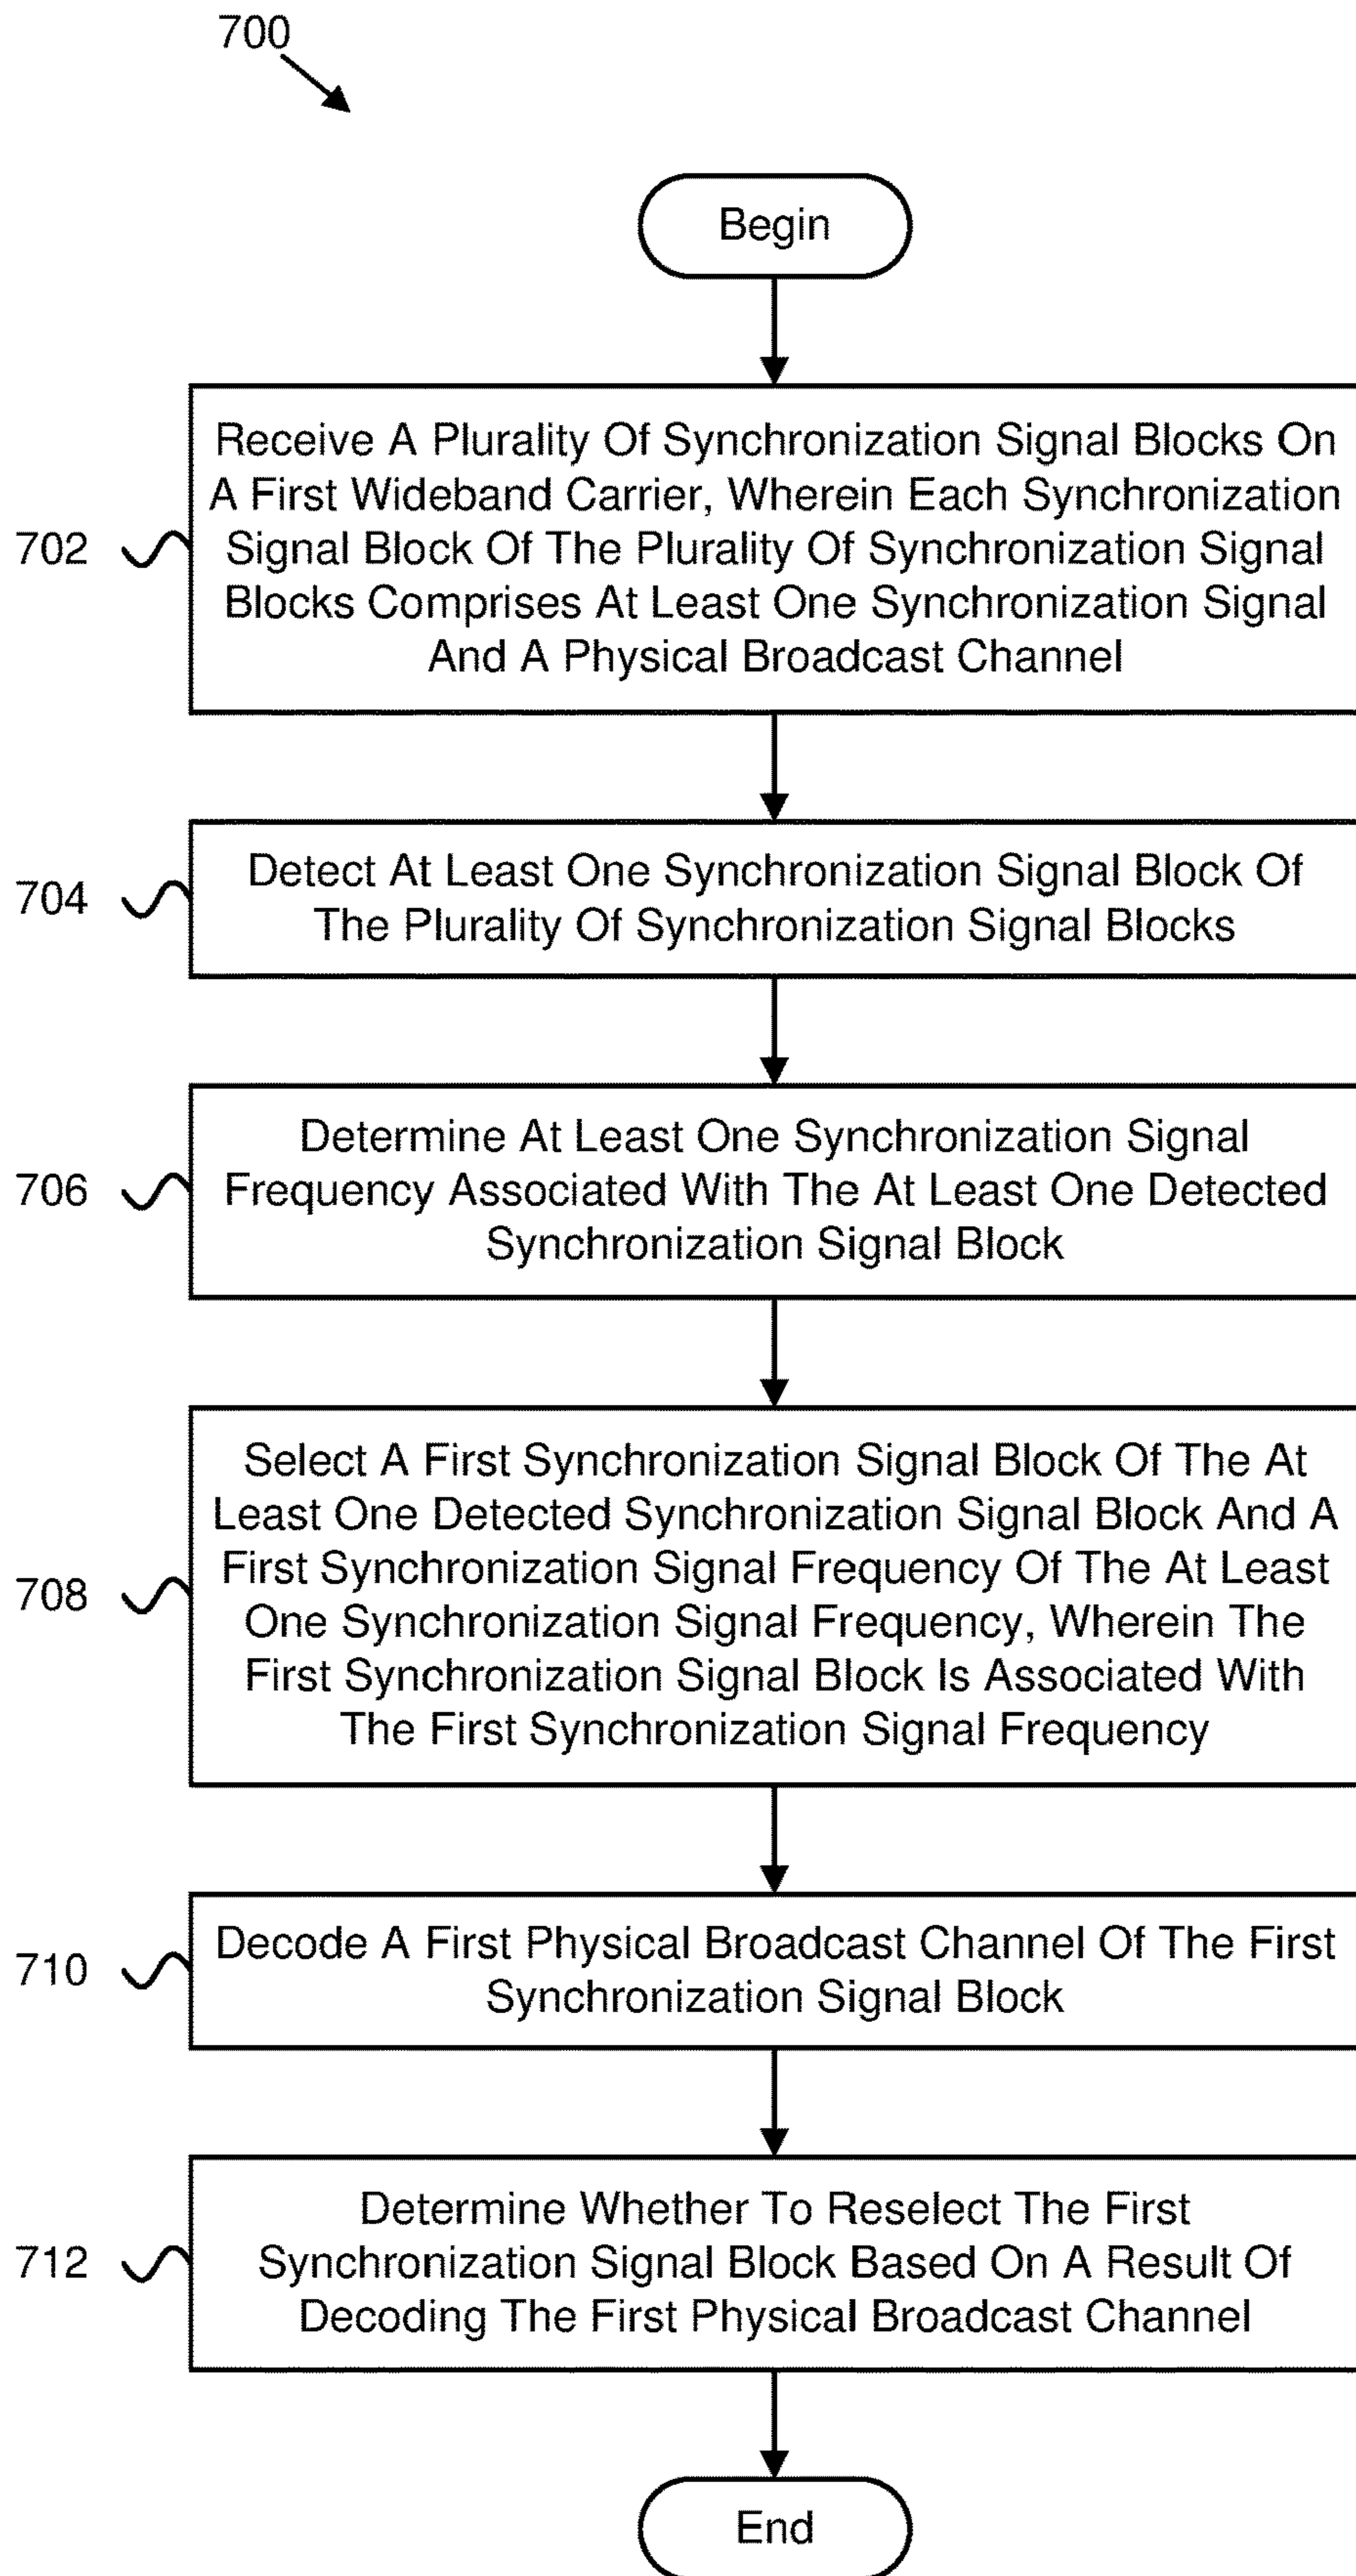 700
Begin
702
Receive A Plurality Of Synchronization Signal Blocks On
A First Wideband Carrier, Wherein Each Synchronization
Signal Block Of The Plurality Of Synchronization Signal
Blocks Comprises At Least One Synchronization Signal
And A Physical Broadcast Channel
704
Detect At Least One Synchronization Signal Block Of
The Plurality Of Synchronization Signal Blocks
706
Determine At Least One Synchronization Signal
Frequency Associated With The At Least One Detected
Synchronization Signal Block
708
Select A First Synchronization Signal Block Of The At
Least One Detected Synchronization Signal Block And A
First Synchronization Signal Frequency Of The At Least
One Synchronization Signal Frequency, Wherein The
First Synchronization Signal Block Is Associated With
The First Synchronization Signal Frequency
710
Decode A First Physical Broadcast Channel Of The First
Synchronization Signal Block
712
Determine Whether To Reselect The First
Synchronization Signal Block Based On A Result Of
Decoding The First Physical Broadcast Channel
End